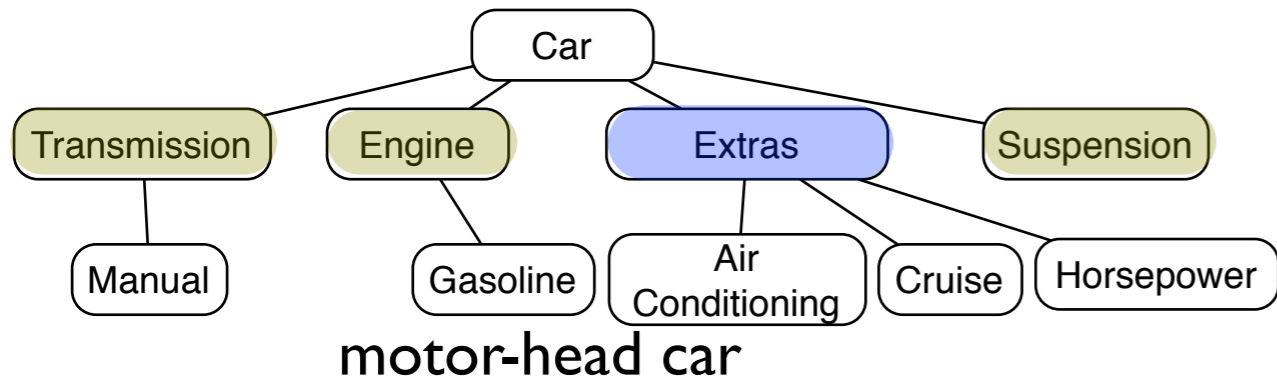 Car
Transmission
Engine
Extras
Suspension
Manual
Gasoline
Air
Conditioning
Cruise
Horsepower
motor-head car